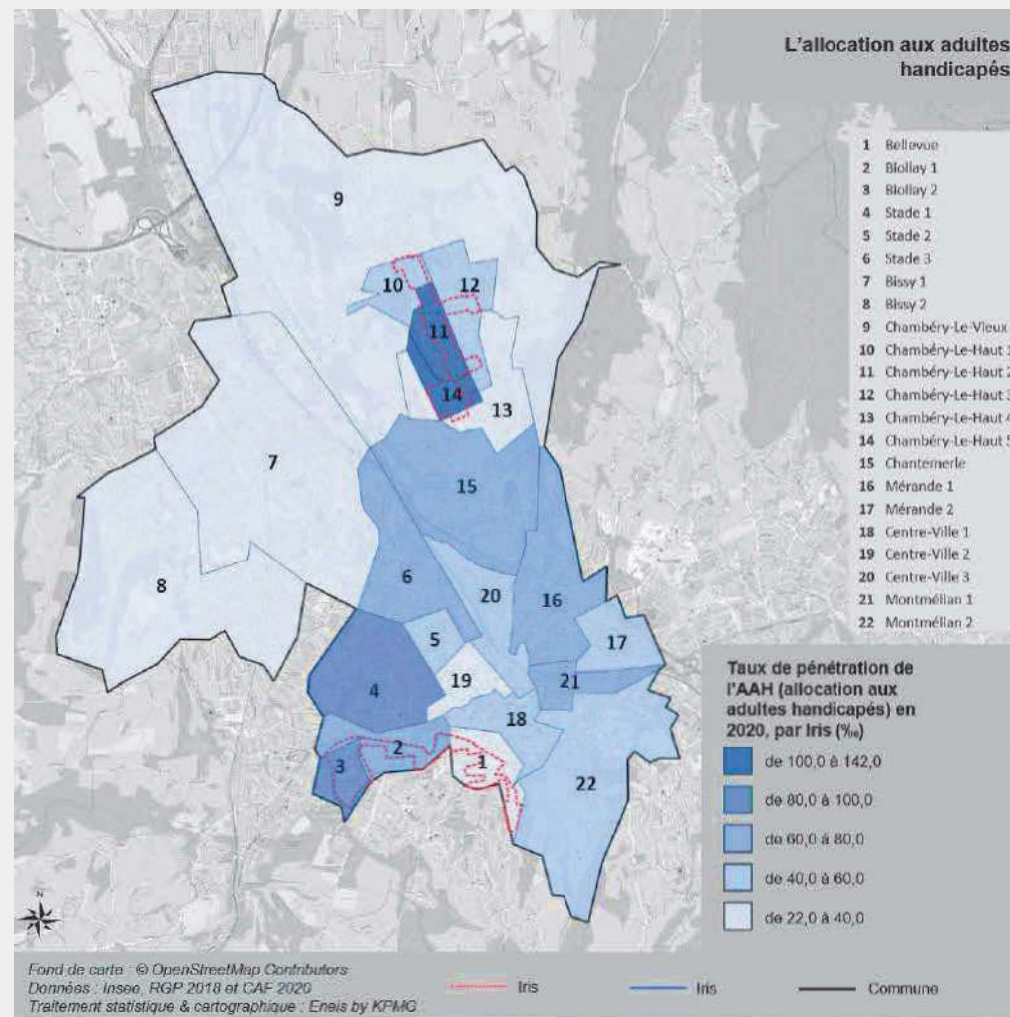 L'allocation aux adultes
handicapés
1 Bellevue
2 Biollay 1
3 Biollay 2
4 Stade 1
5 Stade 2
6 Stade 3
7 Bissy 1
8 Bissy 2
9 Chambéry-Le-Vieux
10 Chambéry-Le-Haut 1
11 Chambéry-Le-Haut 2
12 Chambéry-Le-Haut 3
13 Chambéry-Le-Haut 4
14 Chambéry-Le-Haut 5
15 Chantemerle
16 Mérande 1
17 Mérande 2
18 Centre-Ville 1
19 Centre-Ville 2
20 Centre-Ville 3
21 Montmélian 1
22 Montmélian 2
9
10
12
11
14
13
7
15
8
6
20
16
5
17
4
19
21
18
2
3
1
22
Taux de pénétration de
l'AAH (allocation aux
adultes handicapés) en
2020, par Iris (‰)
de 100,0 à 142,0
de 80,0 à 100,0
de 60,0 à 80,0
de 40,0 à 60,0
de 22,0 à 40,0
N
Fond de carte : © OpenStreetMap Contributors
Données : Insee, RGP 2018 et CAF 2020
Traitement statistique & cartographique : Eneis by KPMG
Iris
Iris
Commune